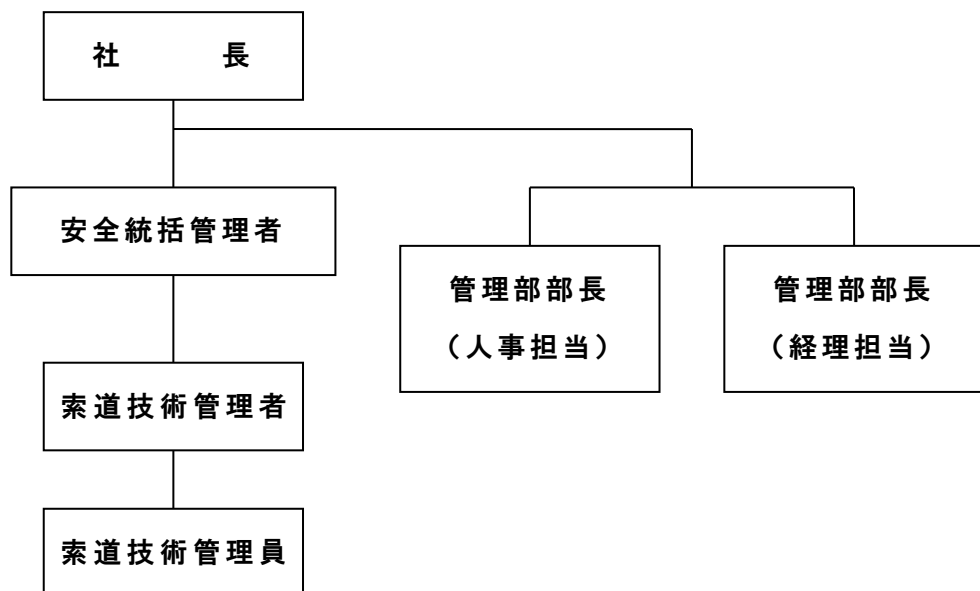 社　　　長
安全統括管理者
管理部部長
（人事担当）
管理部部長
（経理担当）
索道技術管理者
索道技術管理員